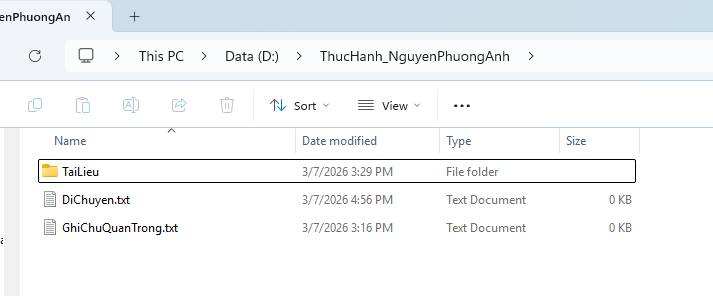 enPhuongAn
This PC > Data (D:) > ThucHanh_NguyenPhuongAnh >
Sort View
Name Date modified Type Size
TaiLieu 3/7/2026 3:29 PM File folder
DiChuyen.txt 3/7/2026 4:56 PM Text Document 0 KB
GhiChuQuanTrong.txt 3/7/2026 3:16 PM Text Document 0 KB